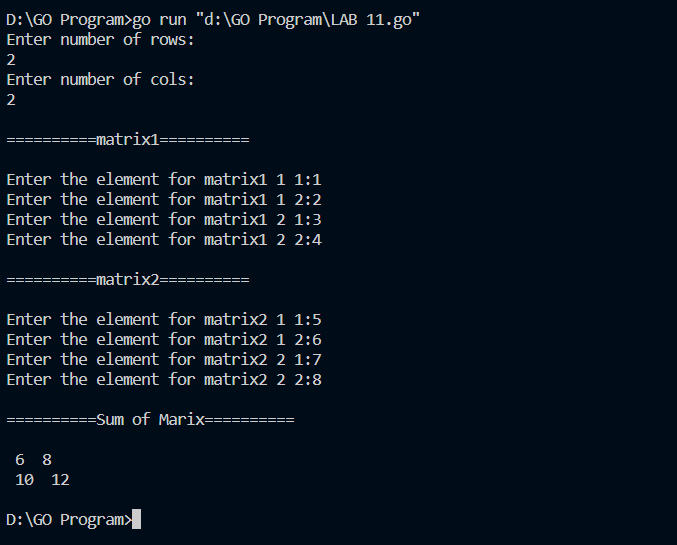 D:\GO Program>go run "d:\GO Program\LAB 11.go"
Enter number of rows:
2
Enter number of cols:
2
==========matrix1==========
Enter the element for matrix1 1 1:1
Enter the element for matrix1 1 2:2
Enter the element for matrix1 2 1:3
Enter the element for matrix1 2 2:4
==========matrix2==========
Enter the element for matrix2 1 1:5
Enter the element for matrix2 1 2:6
Enter the element for matrix2 2 1:7
Enter the element for matrix2 2 2:8
==========Sum of Marix==========
6  8
10  12
D:\GO Program>